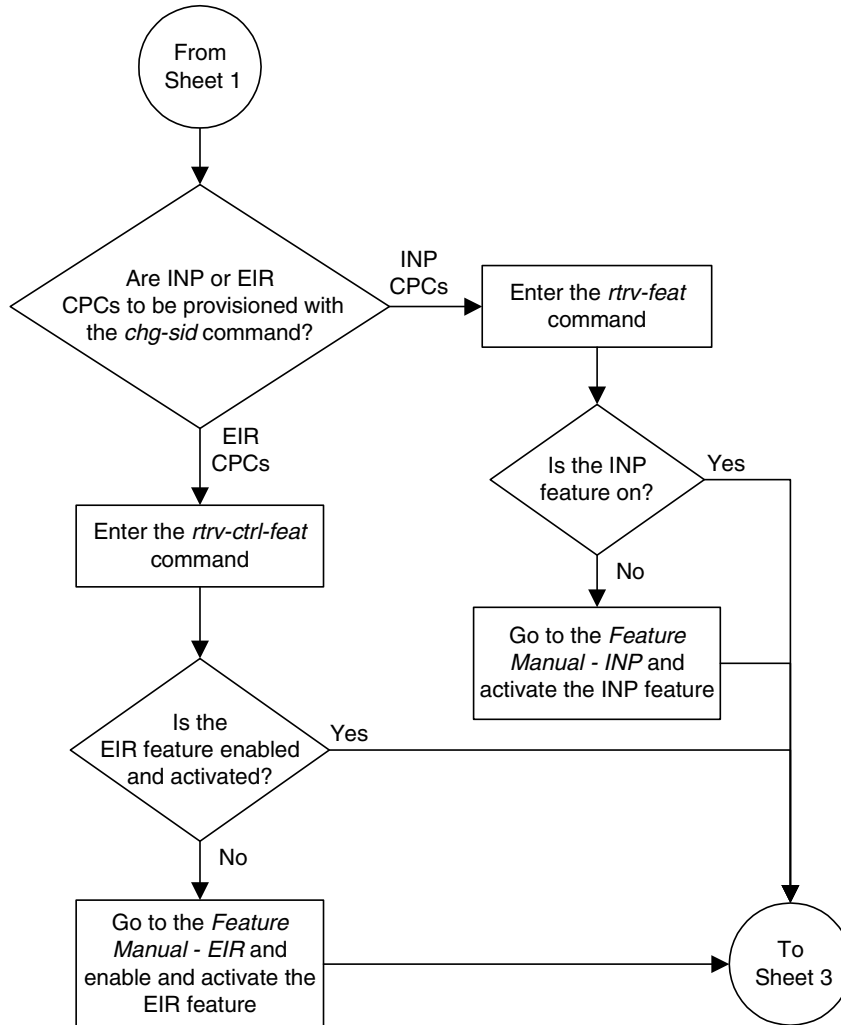 From
Sheet 1
Are INP or EIR
CPCs to be provisioned with
the chg-sid command?
INP
CPCs
Enter the rtrv-feat
command
EIR
CPCs
Is the INP
feature on?
Yes
Enter the rtrv-ctrl-feat
command
No
Go to the Feature
Manual - INP and
activate the INP feature
Is the
EIR feature enabled
and activated?
Yes
No
Go to the Feature
Manual - EIR and
enable and activate the
EIR feature
To
Sheet 3